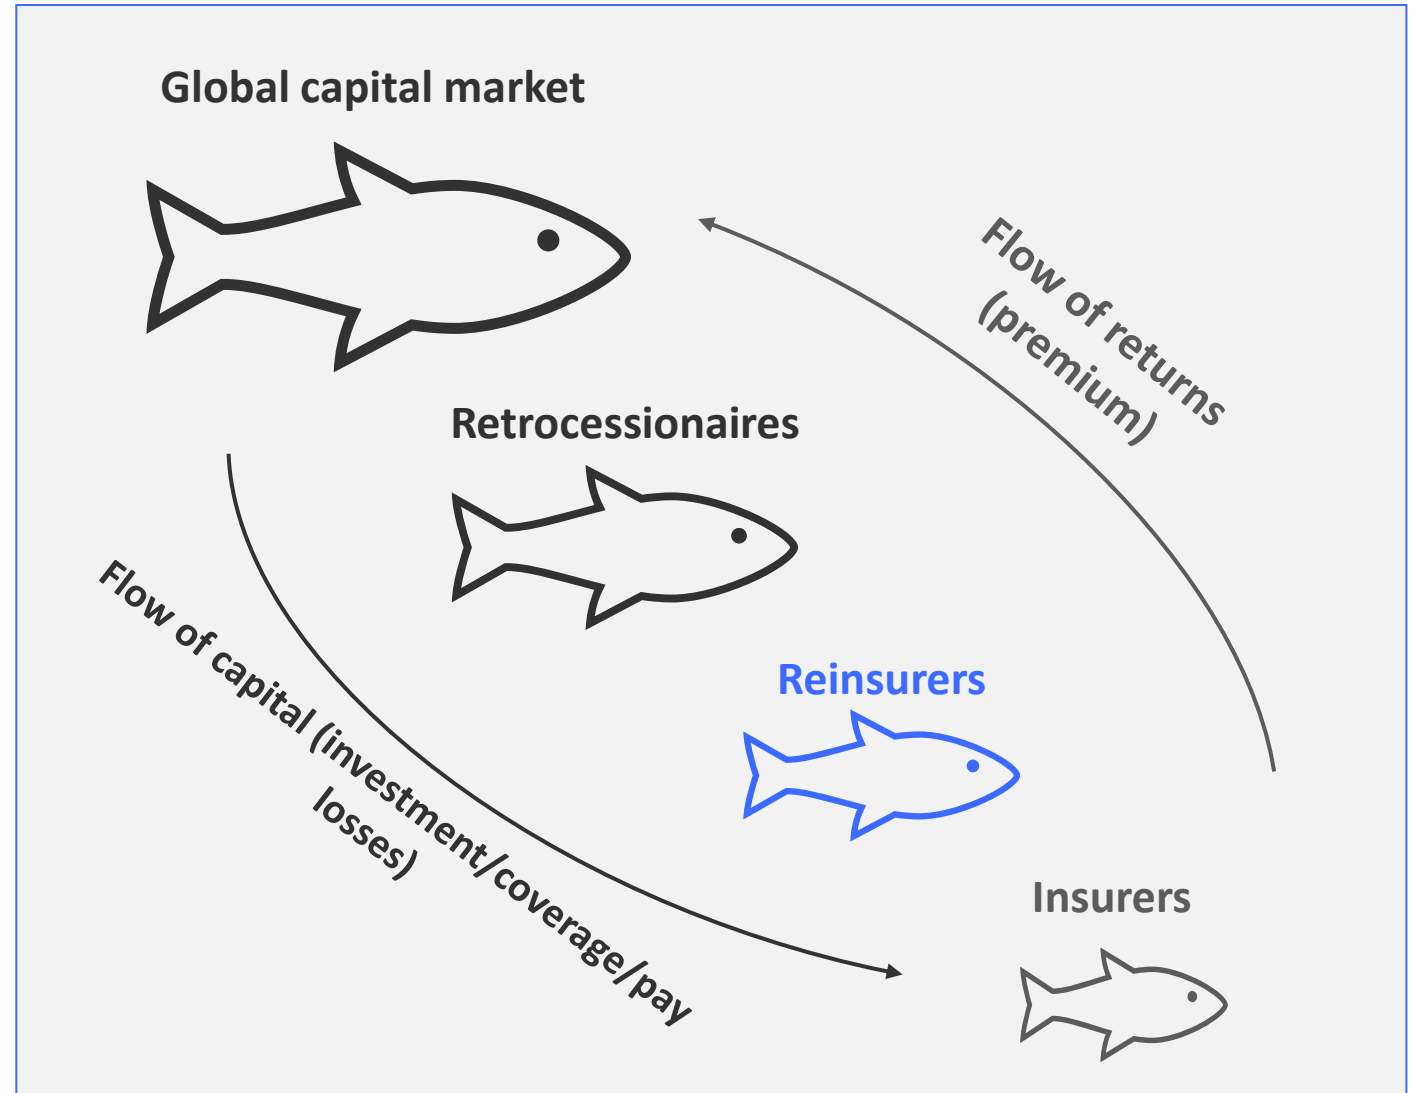 Global capital market
Flow of returns
(premium)
Retrocessionaires
Flow of capital (investment/coverage/pay
losses)
Reinsurers
Insurers